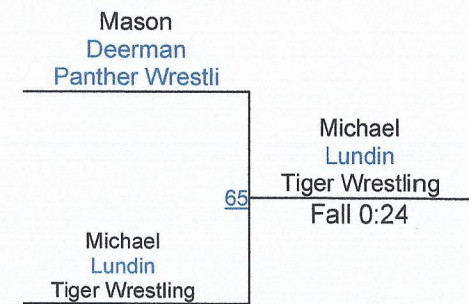 Mason
Deerman
Panther Wrestli
Michael
Lundin
Tiger Wrestling
65
Fall 0:24
Michael
Lundin
Tiger Wrestling